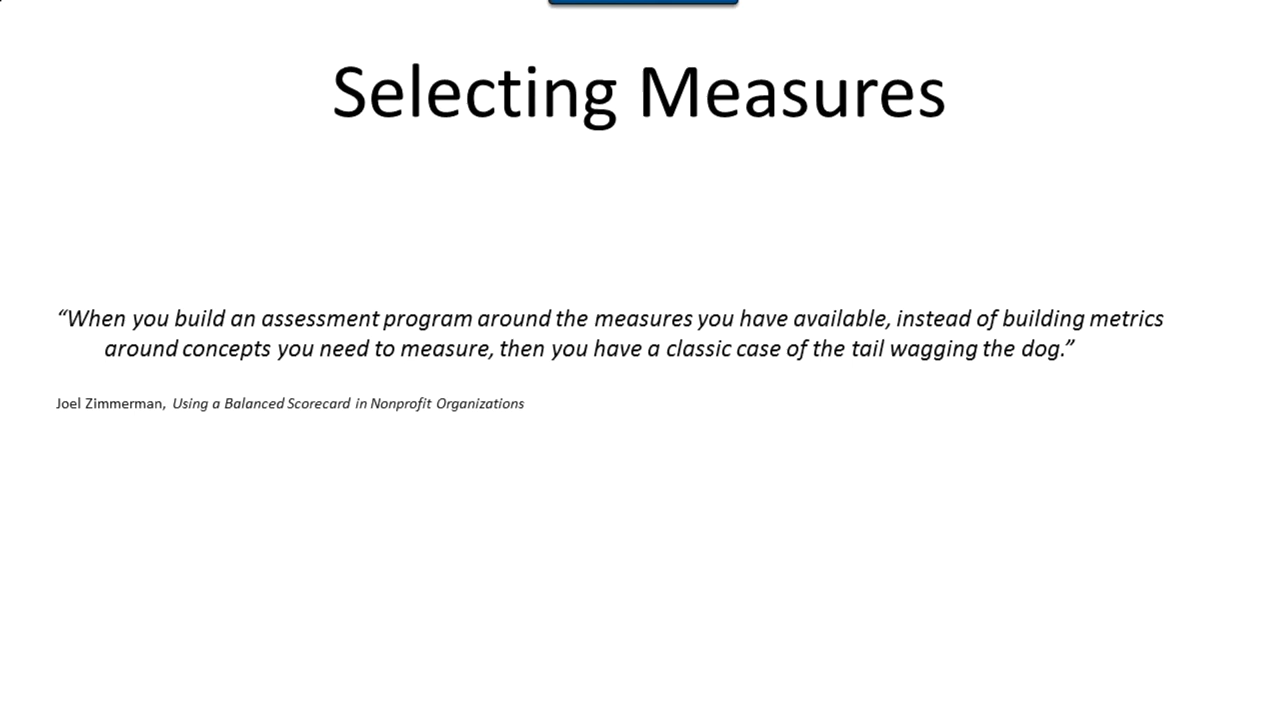 Selecting Measures
“When you build an assessment program around the measures you have available, instead of building metrics
around concepts you need to measure, then you have a classic case of the tail wagging the dog.”
Joel Zimmerman, Using a Balanced Scorecard in Nonprofit Organizations